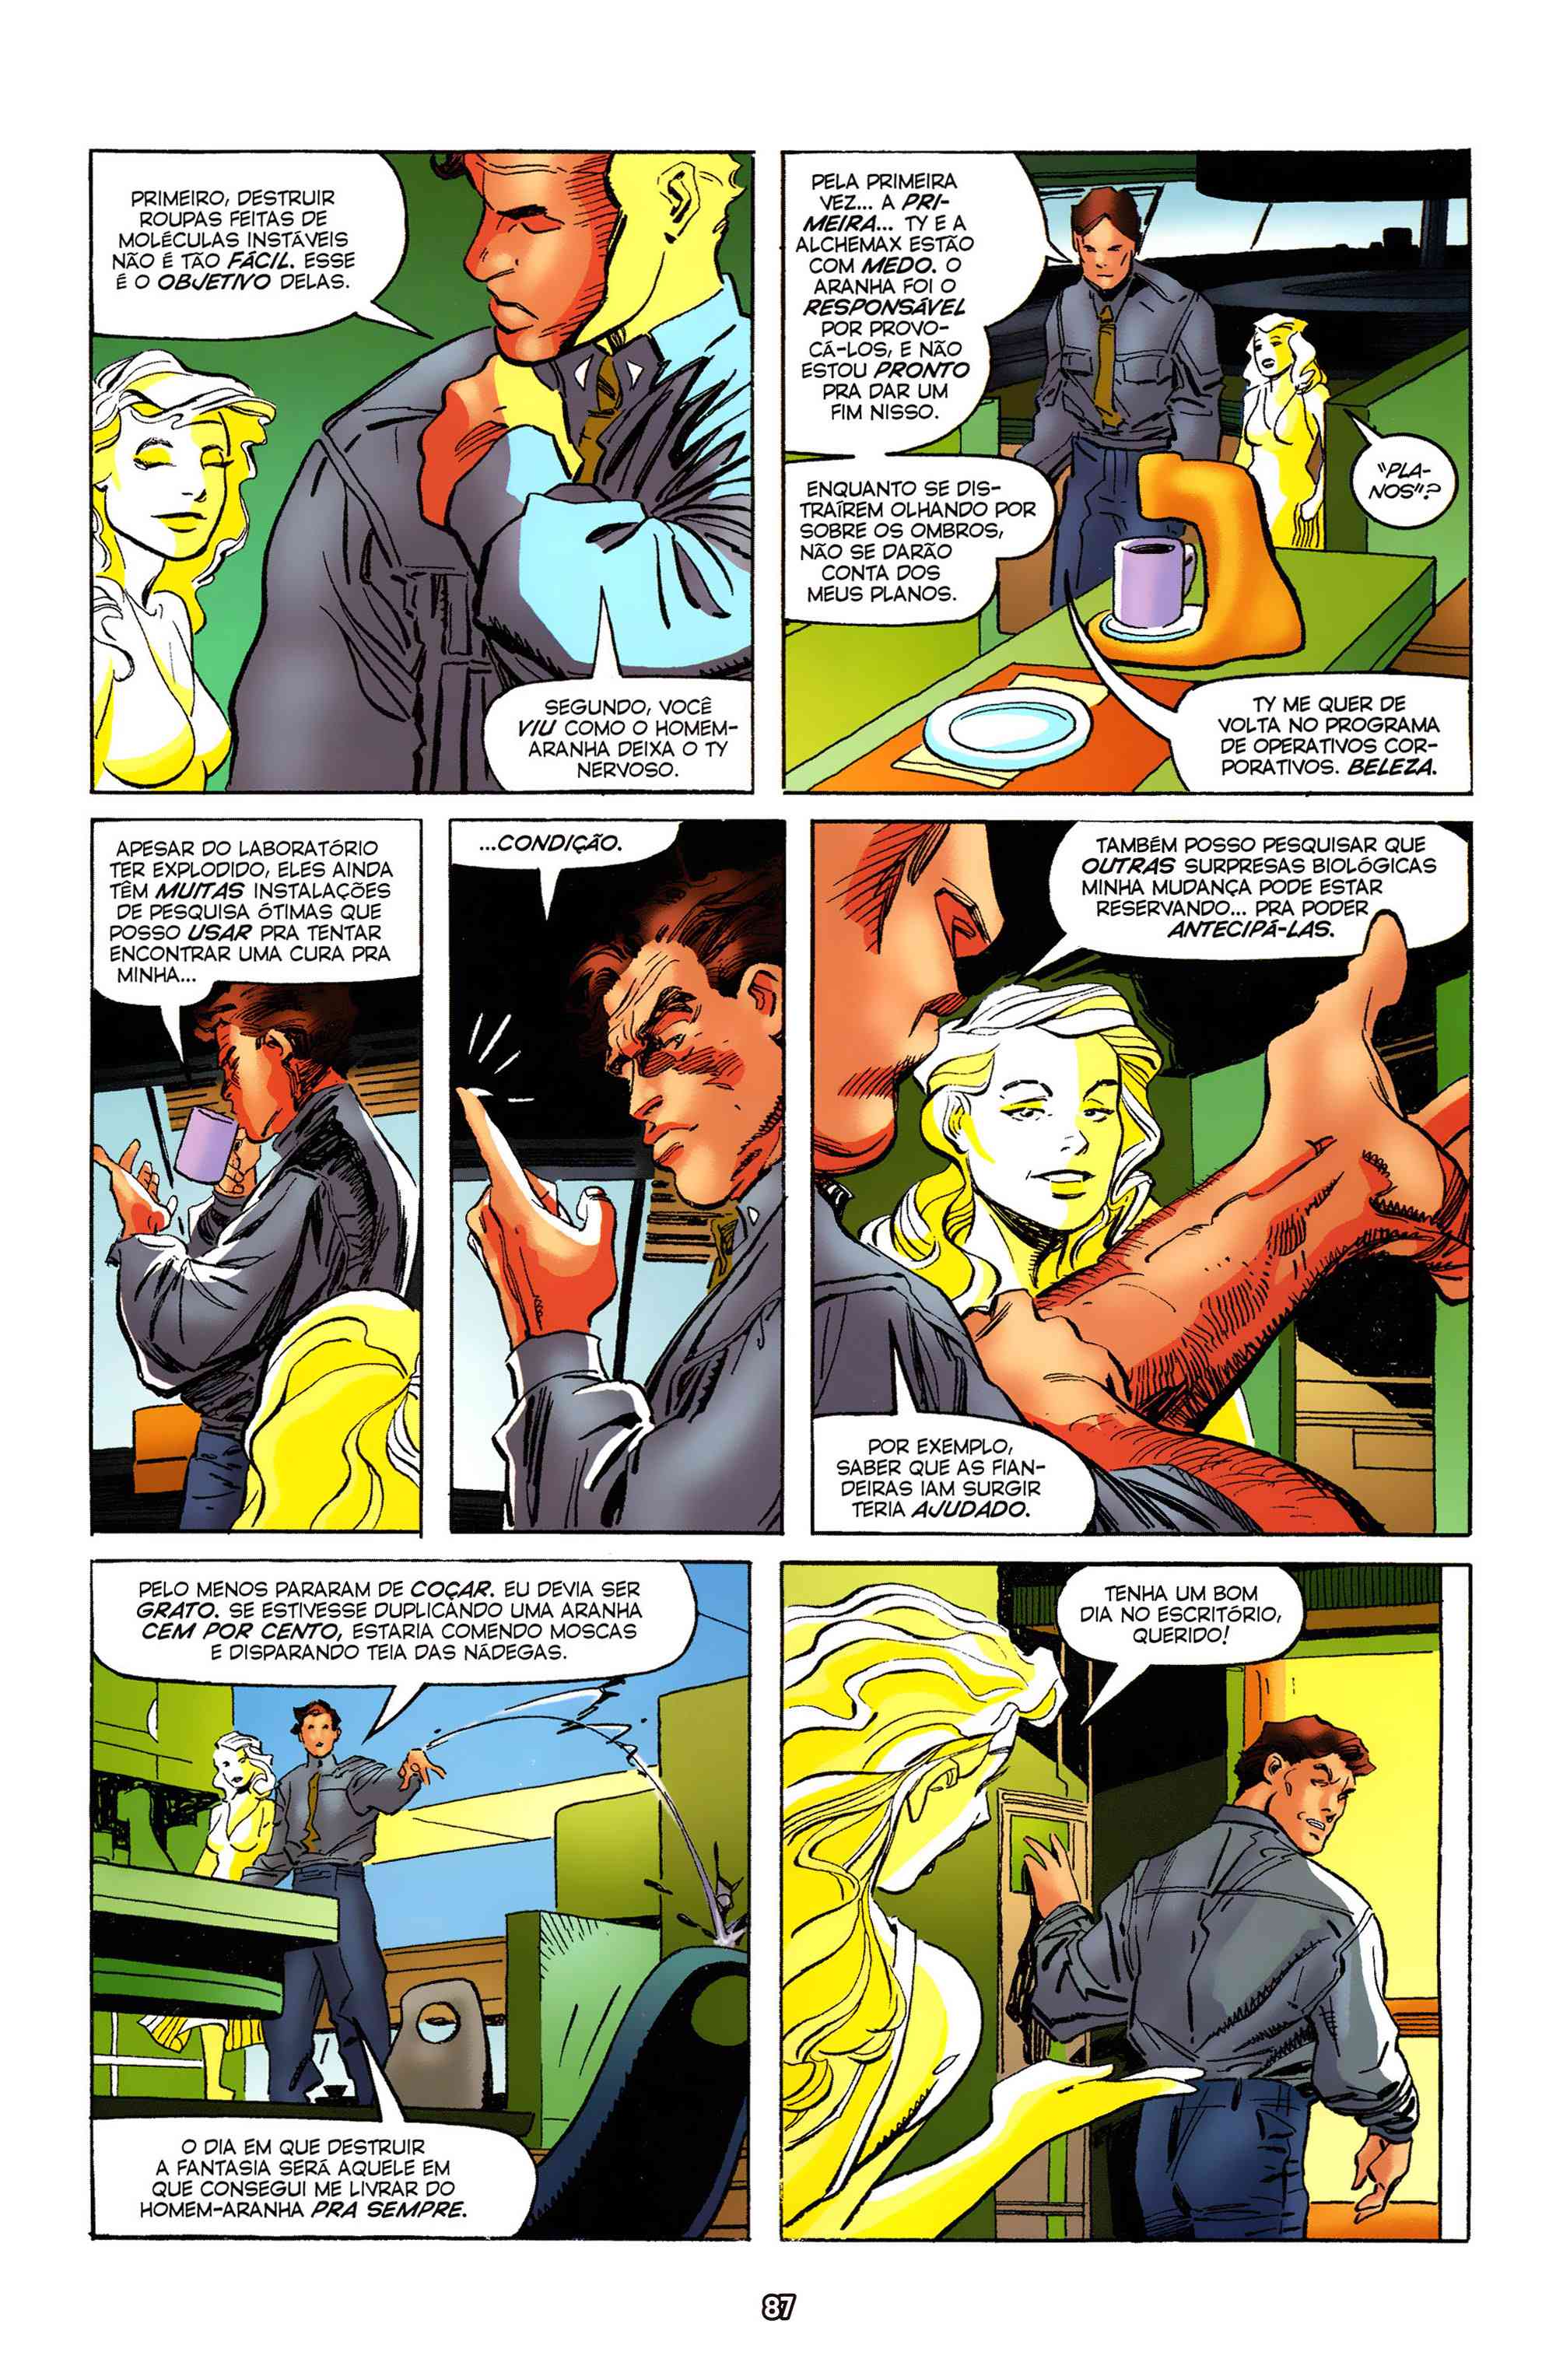 PRIMEIRO, DESTRUIR
ROUPAS FEITAS DE
MOLÉCULAS INSTÁVEIS
NÃO É TÃO FÁCIL. ESSE
É O OBJETIVO DELAS.
SEGUNDO, VOCÊ
VIU COMO O HOMEM-
ARANHA DEIXA O TY
NERVOSO.
PELA PRIMEIRA
VEZ... A PRI-
MEIRA... TY E A
ALCHEMAX ESTÃO
COM MEDO. O
ARANHA FOI O
RESPONSÁVEL
POR PROVO-
CÁ-LOS, E NÃO
ESTOU PRONTO
PRA DAR UM
FIM NISSO.
ENQUANTO SE DIS-
TRAÍREM OLHANDO POR
SOBRE OS OMBROS,
NÃO SE DARÃO
CONTA DOS
MEUS PLANOS.
"PLA-
NOS"?
TY ME QUER DE
VOLTA NO PROGRAMA
DE OPERATIVOS COR-
PORATIVOS. BELEZA.
APESAR DO LABORATÓRIO
TER EXPLODIDO, ELES AINDA
TÊM MUITAS INSTALAÇÕES
DE PESQUISA ÓTIMAS QUE
POSSO USAR PRA TENTAR
ENCONTRAR UMA CURA PRA
MINHA...
...CONDIÇÃO.
TAMBÉM POSSO PESQUISAR QUE
OUTRAS SURPRESAS BIOLÓGICAS
MINHA MUDANÇA PODE ESTAR
RESERVANDO... PRA PODER
ANTECIPÁ-LAS.
POR EXEMPLO,
SABER QUE AS FIAN-
DEIRAS IAM SURGIR
TERIA AJUDADO.
PELO MENOS PARARAM DE COÇAR. EU DEVIA SER
GRATO. SE ESTIVESSE DUPLICANDO UMA ARANHA
CEM POR CENTO, ESTARIA COMENDO MOSCAS
E DISPARANDO TEIA DAS NÁDEGAS.
O DIA EM QUE DESTRUIR
A FANTASIA SERÁ AQUELE EM
QUE CONSEGUI ME LIVRAR DO
HOMEM-ARANHA PRA SEMPRE.
TENHA UM BOM
DIA NO ESCRITÓRIO,
QUERIDO!
87